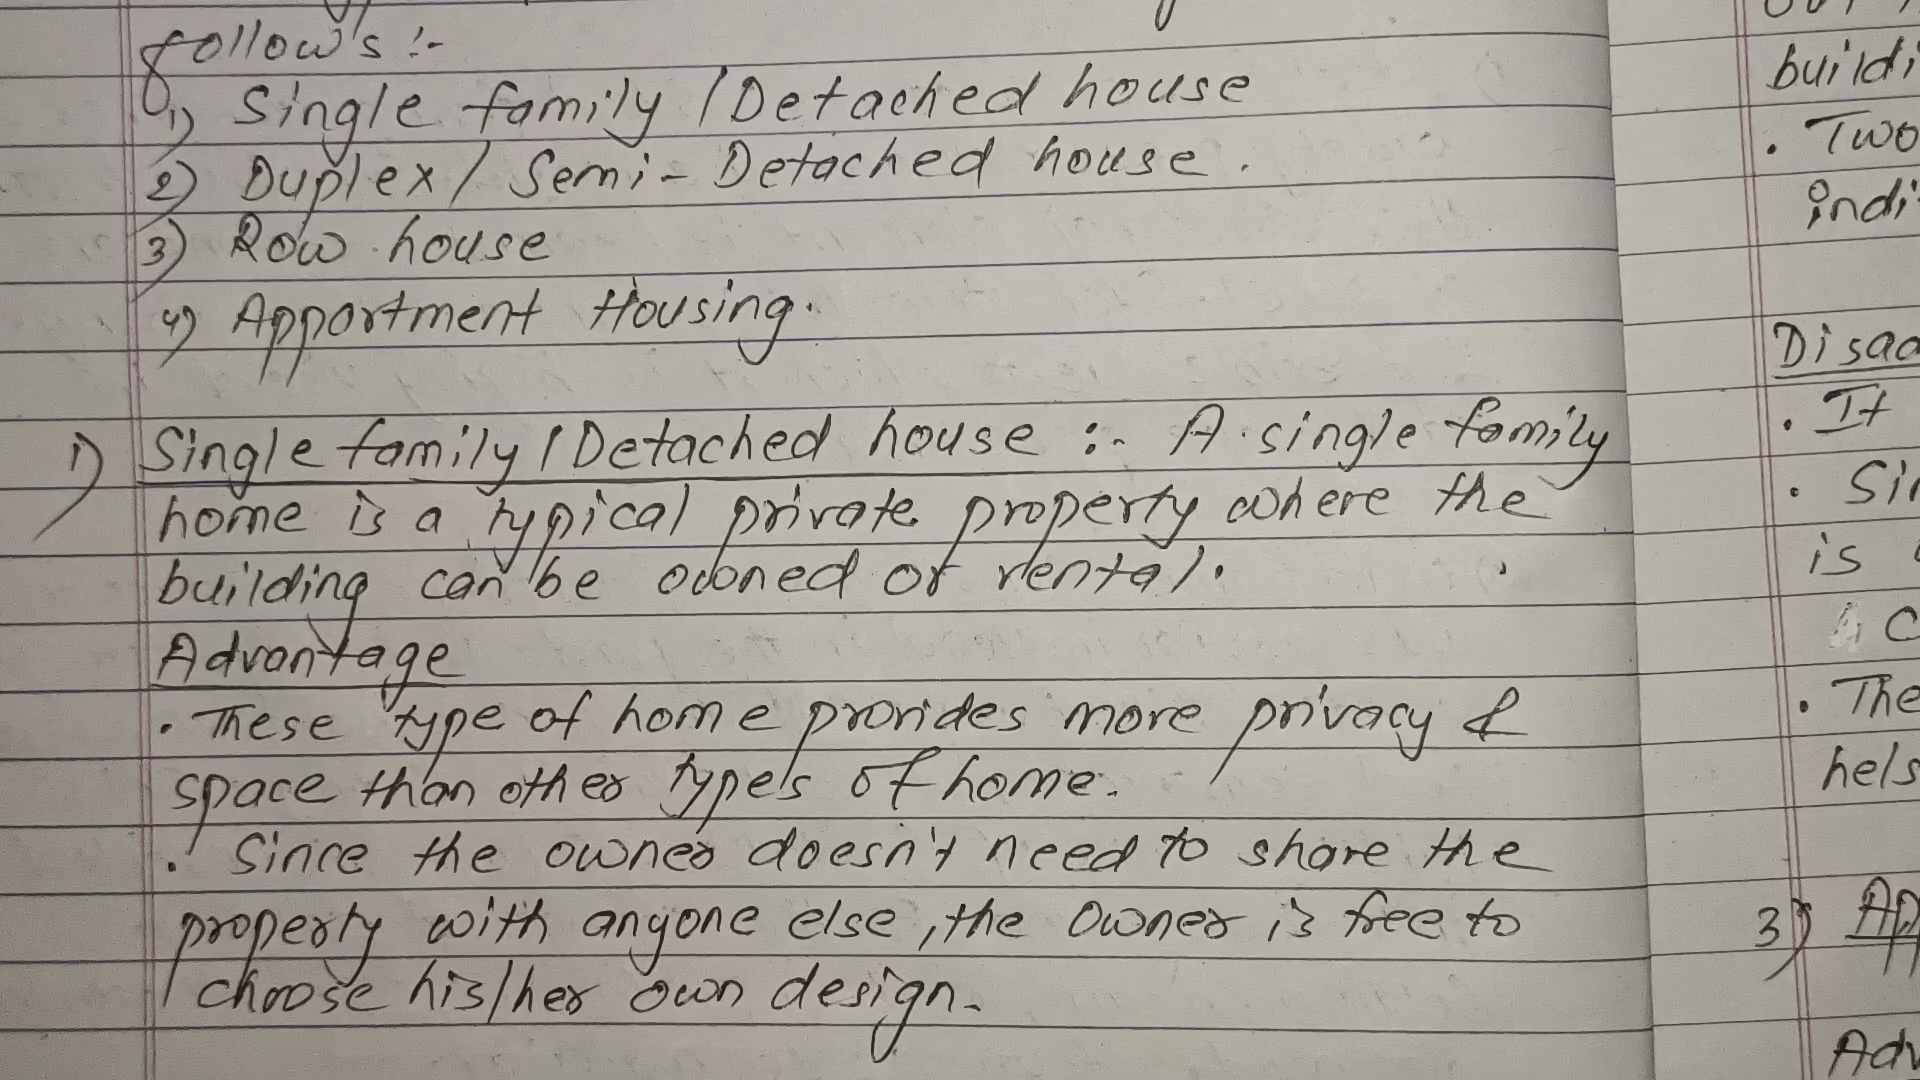 follow's :-
1) Single family / Detached house
2) Duplex / Semi - Detached house .
3) Row house
4) Appartment Housing.
1) Single family / Detached house :- A single family
home is a typical private property where the
building can be owned or rental.
Advantage
. These type of home provides more privacy &
space than other type's of home.
. Since the owner doesn't need to share the
property with anyone else, the owner is free to
choose his/her own design.
buildi
. Two
indi
Disad
. It
. Sin
is
. The
hels
3) Ap
Adv